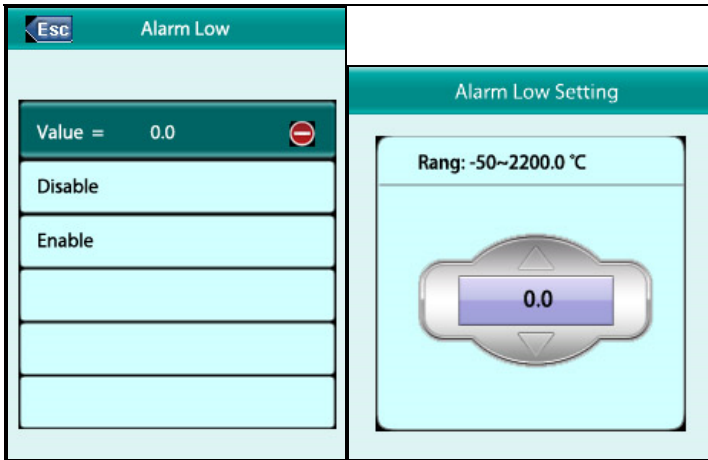 Esc Alarm Low
Value = 0.0
Disable
Enable
Alarm Low Setting
Rang: -50~2200.0 ℃
0.0